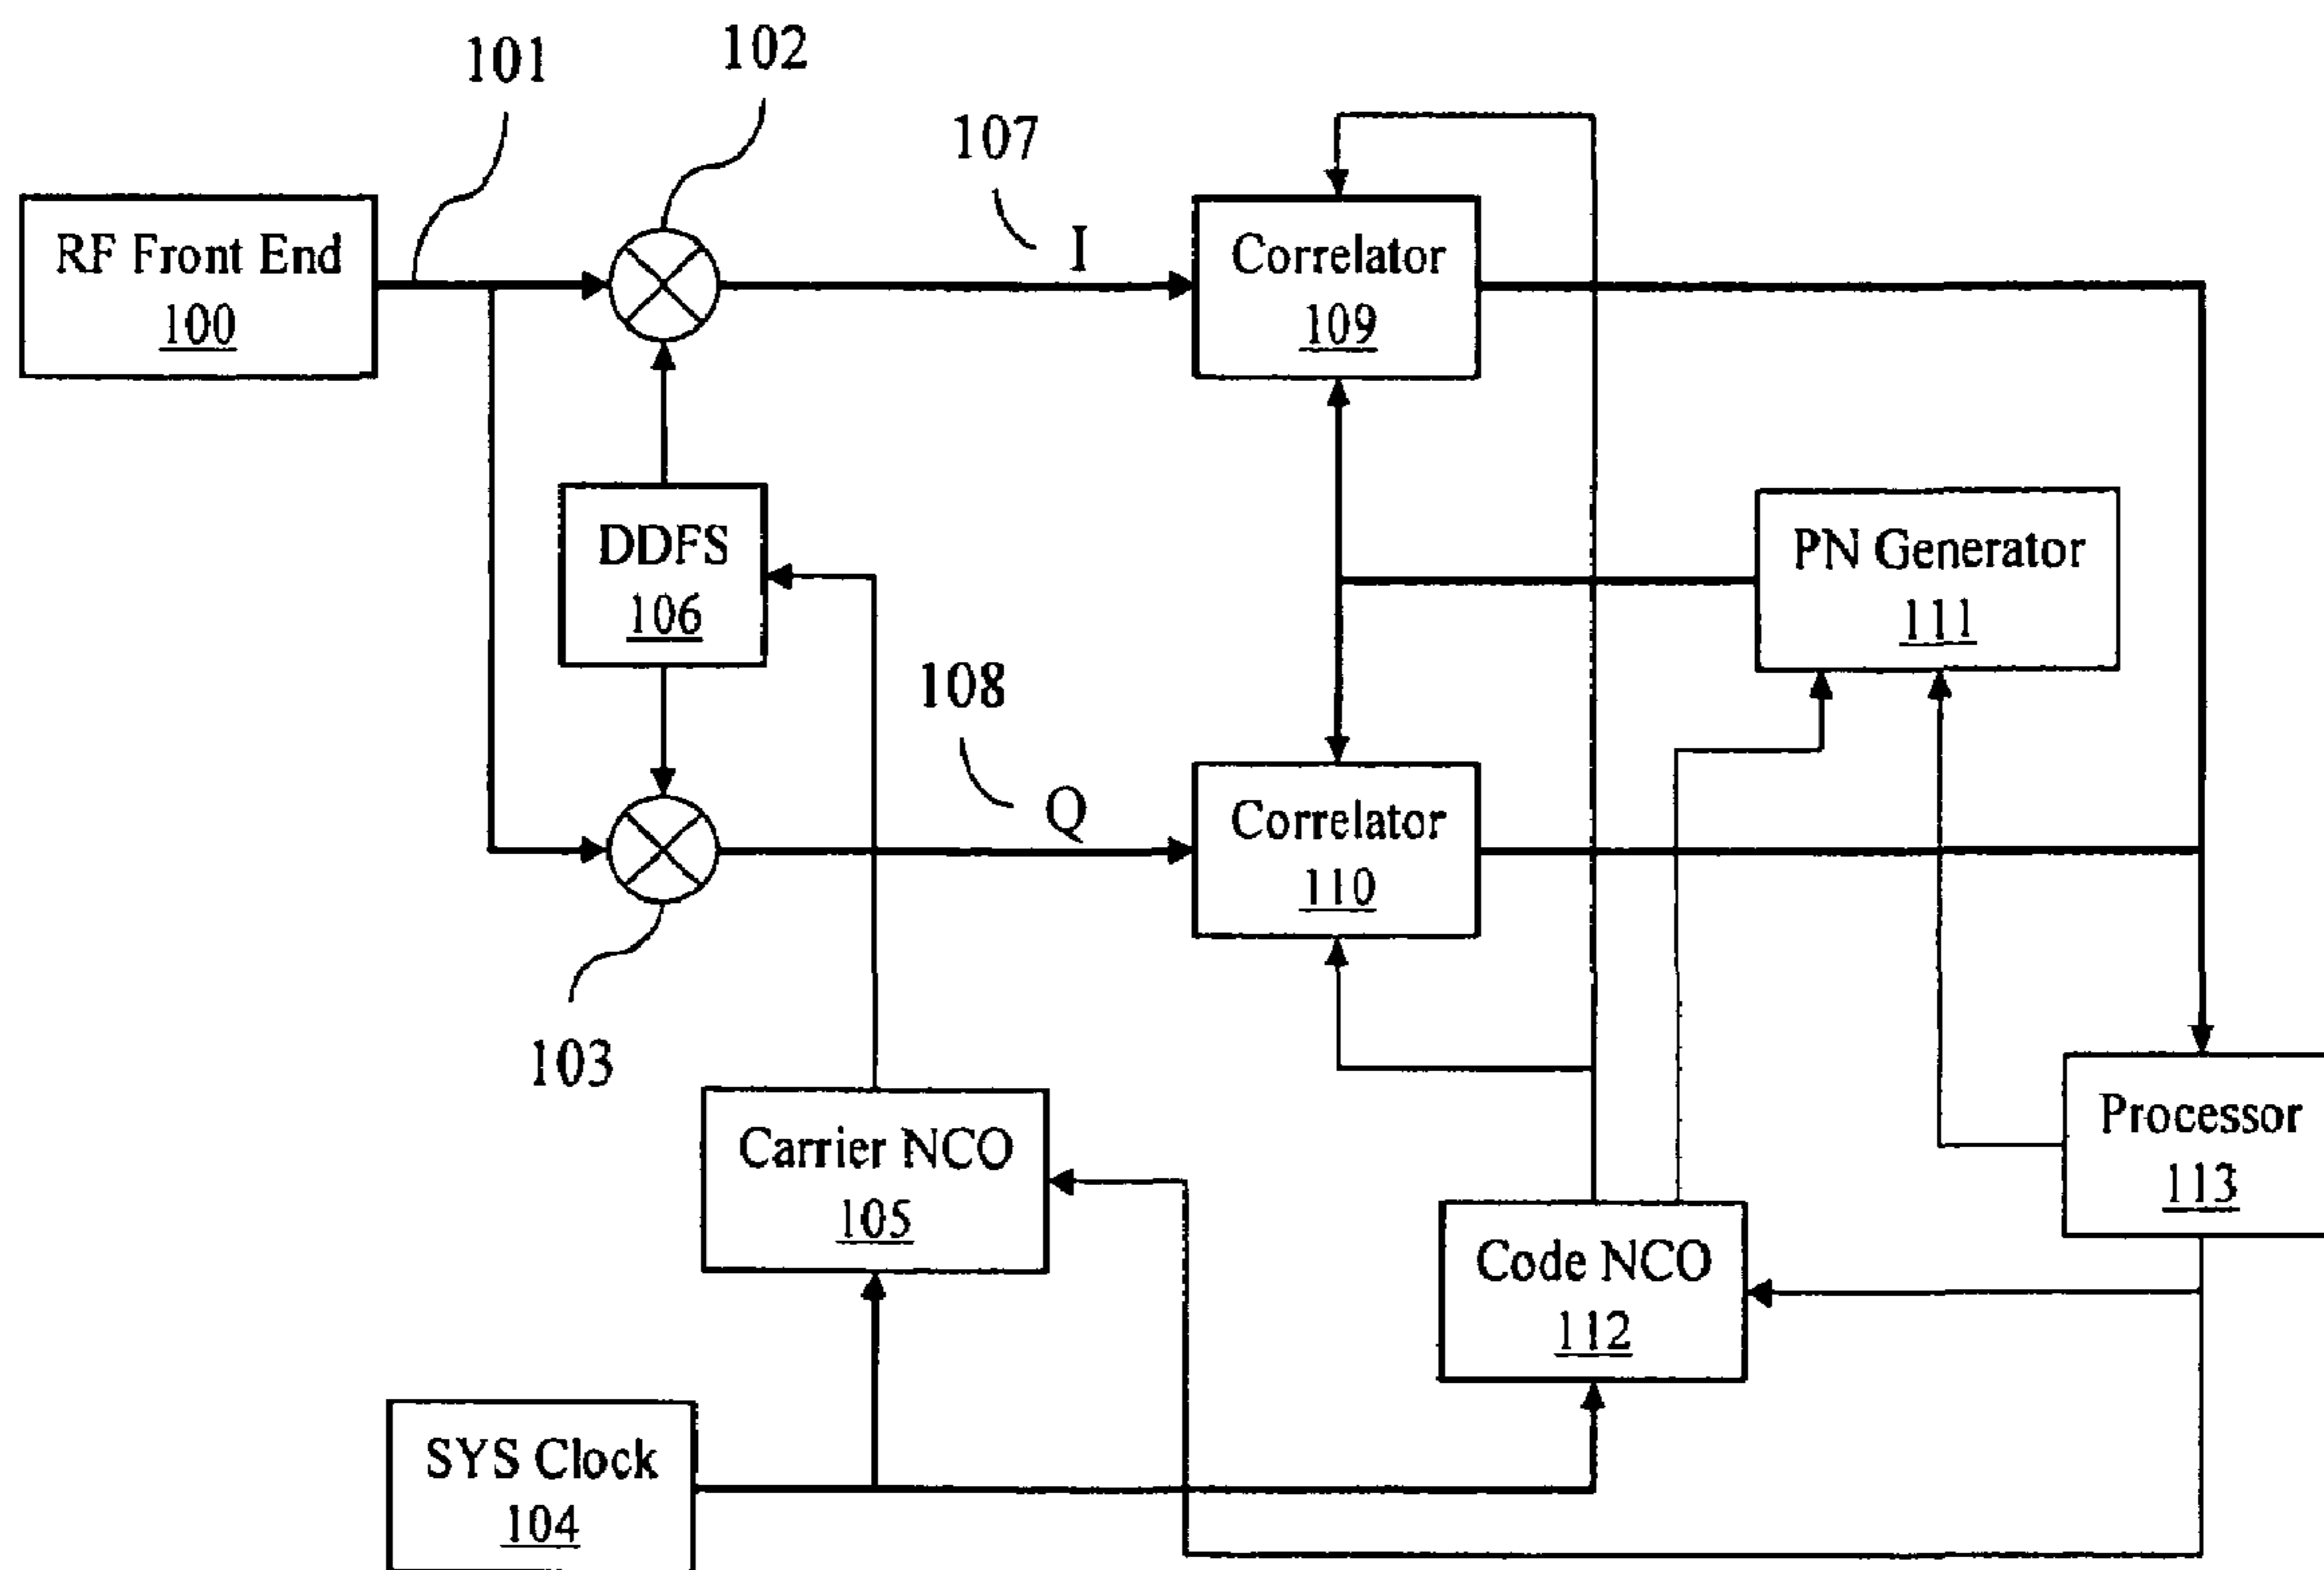 101
102
107
RF Front End
100
I
Correlator
109
DDFS
106
PN Generator
111
108
Q
Correlator
110
103
Carrier NCO
105
Processor
113
Code NCO
112
SYS Clock
104